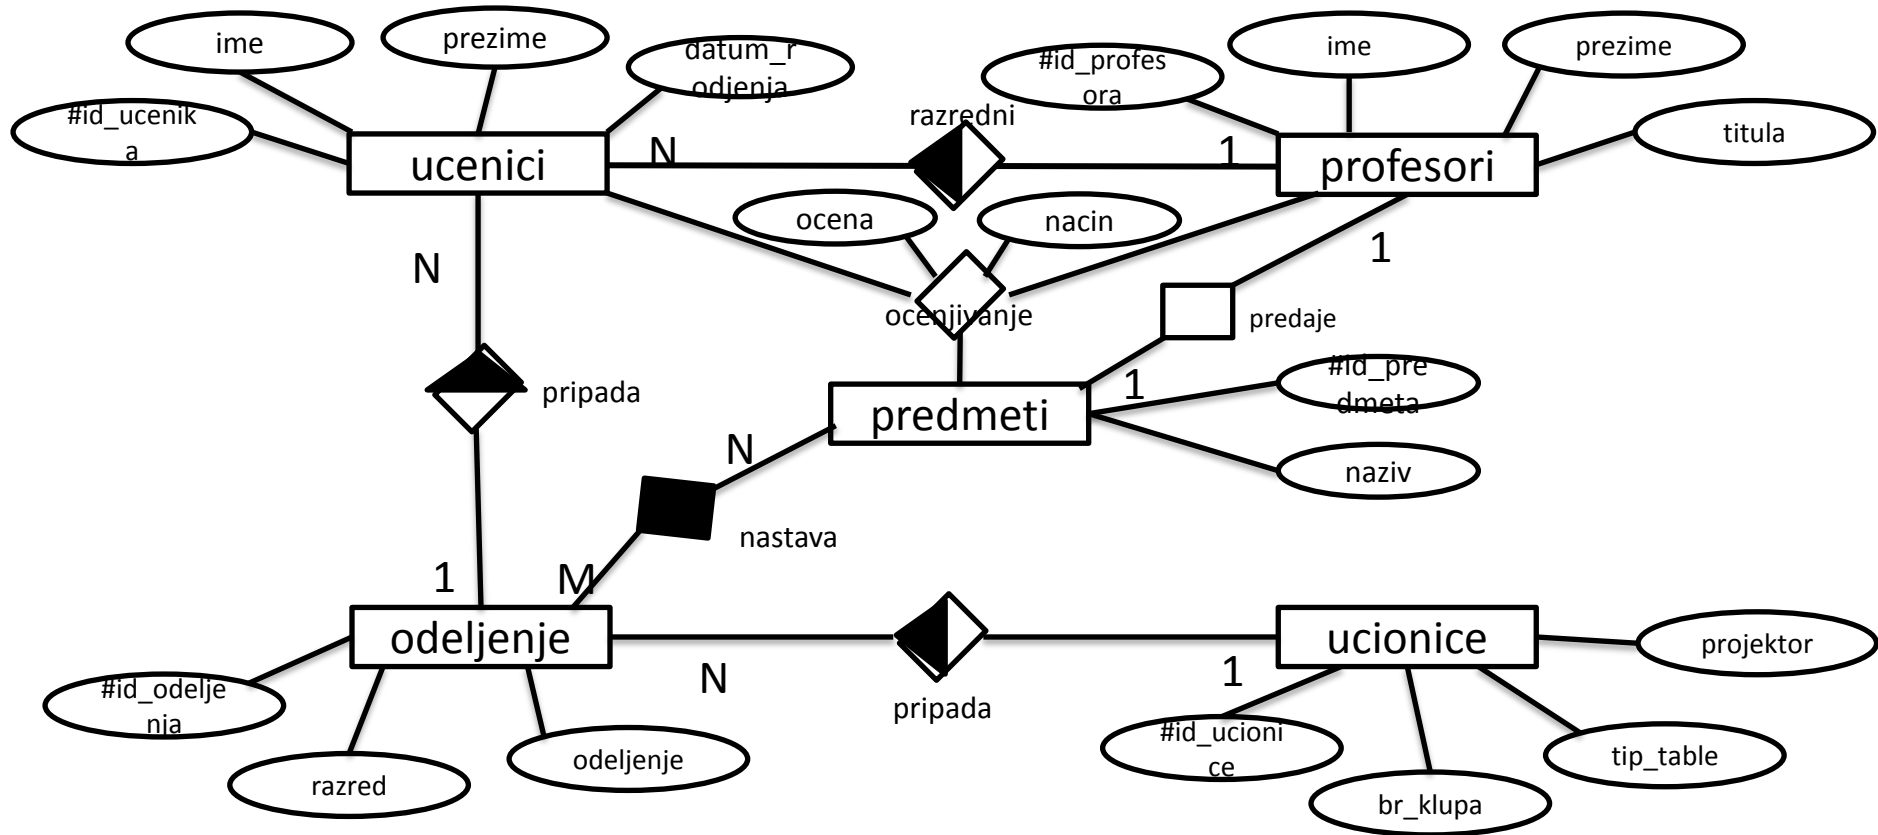 ime
prezime
datum_r
odjenja
#id_ucenik
a
ucenici
#id_profes
ora
ime
prezime
titula
profesori
razredni
N
1
ocena
nacin
ocenjivanje
N
1
predaje
1
pripada
predmeti
#id_pre
dmeta
naziv
N
nastava
M
1
odeljenje
N
pripada
1
ucionice
projektor
#id_odelje
nja
razred
odeljenje
#id_ucioni
ce
br_klupa
tip_table